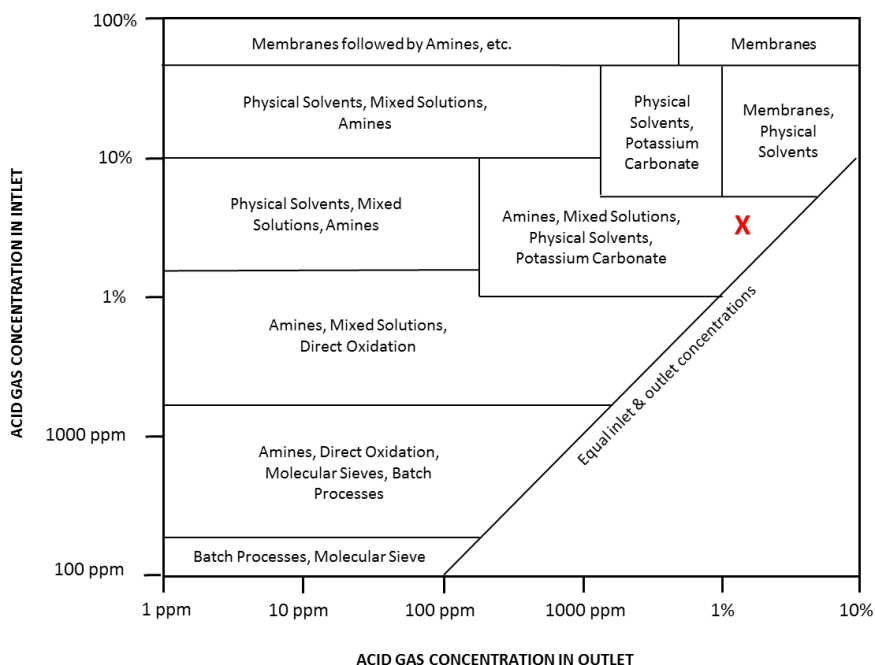 100%
Membranes followed by Amines, etc.
Membranes
Physical Solvents, Mixed Solutions,
Amines
Physical
Solvents,
Potassium
Carbonate
Membranes,
Physical
Solvents
10%
Physical Solvents, Mixed
Solutions, Amines
Amines, Mixed Solutions,
Physical Solvents,
Potassium Carbonate
X
1%
Amines, Mixed Solutions,
Direct Oxidation
Equal inlet & outlet concentrations
1000 ppm
Amines, Direct Oxidation,
Molecular Sieves, Batch
Processes
Batch Processes, Molecular Sieve
100 ppm
ACID GAS CONCENTRATION IN INTLET
1 ppm
10 ppm
100 ppm
1000 ppm
1%
10%
ACID GAS CONCENTRATION IN OUTLET